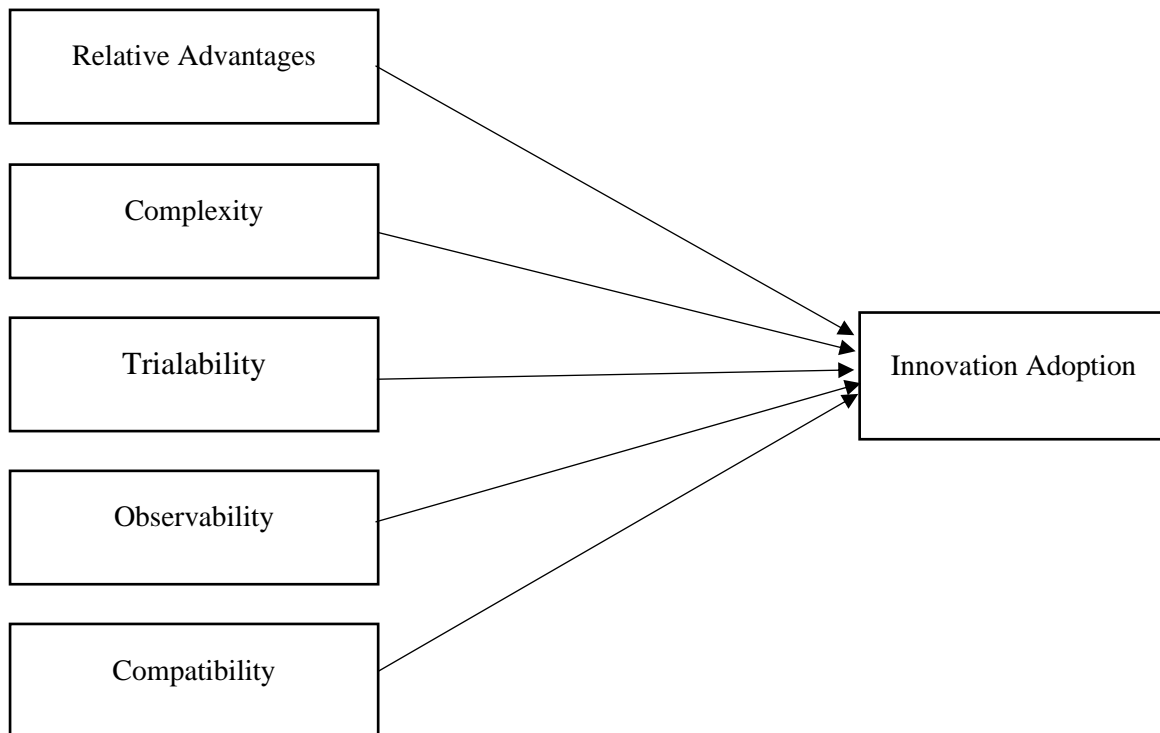 Relative Advantages
Complexity
Trialability
Innovation Adoption
Observability
Compatibility